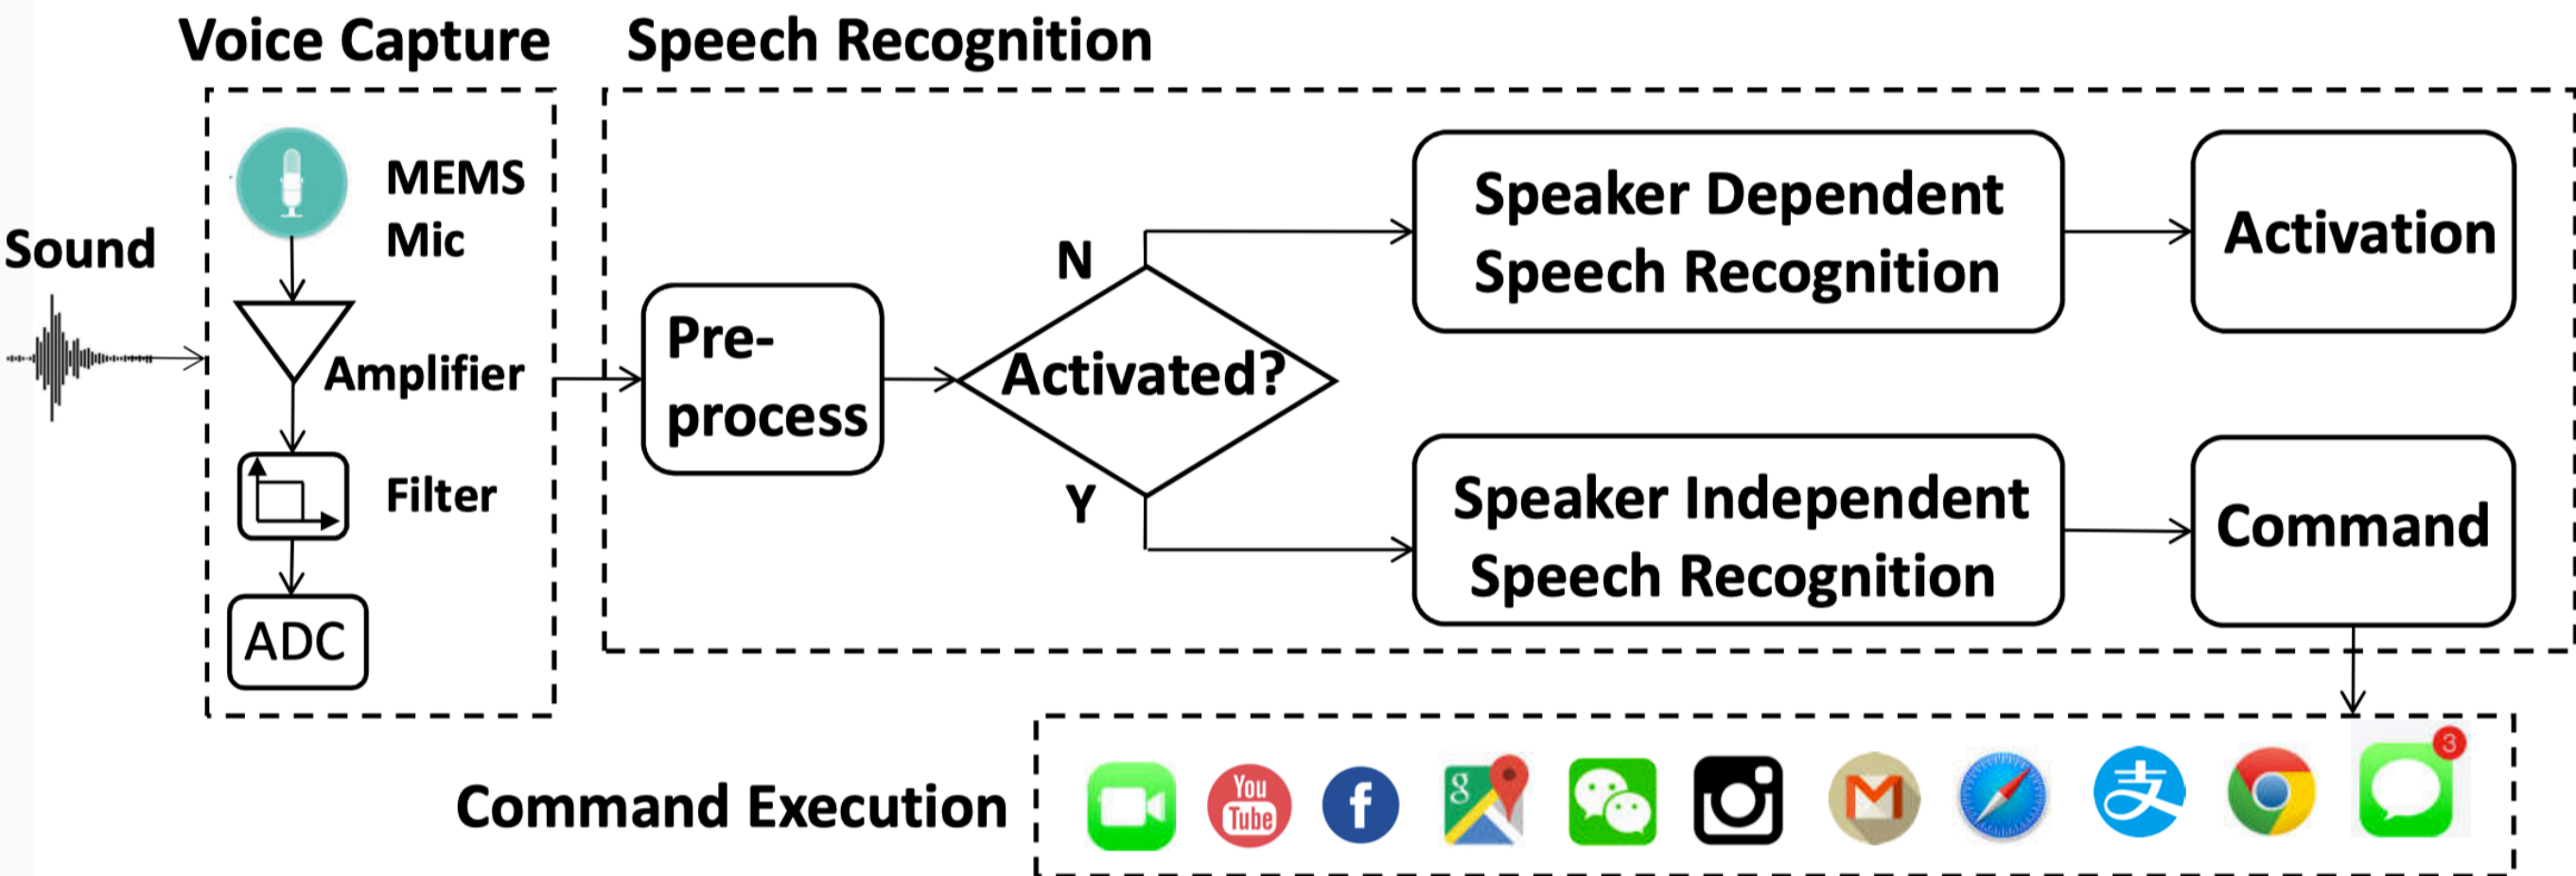 Voice Capture
Speech Recognition
Sound
MEMS
Mic
Amplifier
Filter
ADC
Pre-
process
Activated?
N
Y
Speaker Dependent
Speech Recognition
Activation
Speaker Independent
Speech Recognition
Command
Command Execution
You
Tube
f
g
M
支
3